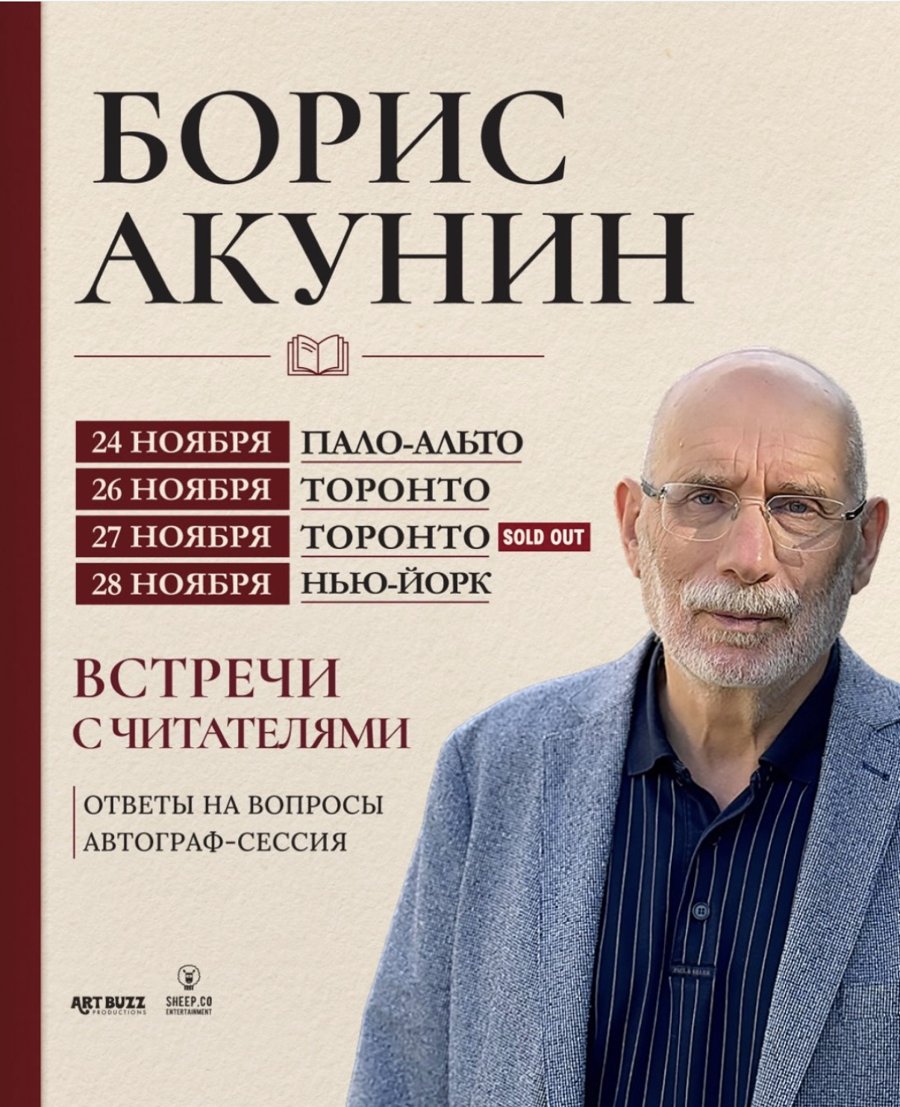 БОРИС
АКУНИН
24 НОЯБРЯ ПАЛО-АЛЬТО
26 НОЯБРЯ ТОРОНТО
27 НОЯБРЯ ТОРОНТО SOLD OUT
28 НОЯБРЯ НЬЮ-ЙОРК
ВСТРЕЧИ
С ЧИТАТЕЛЯМИ
ОТВЕТЫ НА ВОПРОСЫ
АВТОГРАФ-СЕССИЯ
ART BUZZ
PRODUCTIONS
SHEEP.CO
ENTERTAINMENT